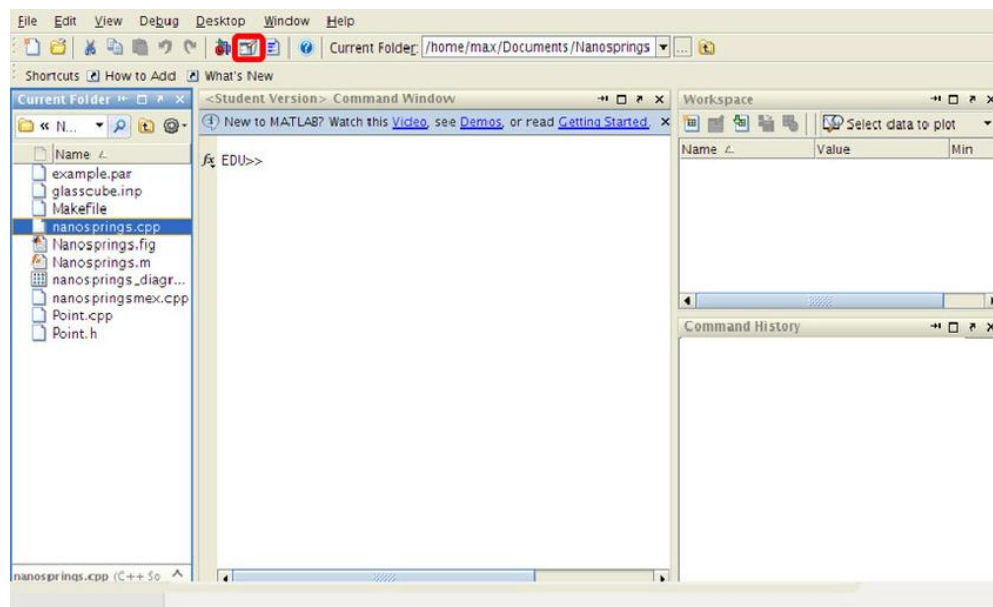 File Edit View Debug Desktop Window Help
Current Folder: /home/max/Documents/Nanosprings
Shortcuts How to Add What's New
Current Folder
« N...
Name
example.par
glasscube.inp
Makefile
nanosprings.cpp
Nanosprings.fig
Nanosprings.m
nanosprings_diagr...
nanospringsmex.cpp
Point.cpp
Point.h
nanosprings.cpp (C++ So
<Student Version> Command Window
New to MATLAB? Watch this Video, see Demos, or read Getting Started.
fx EDU>>
Workspace
Select data to plot
Name Value Min
Command History